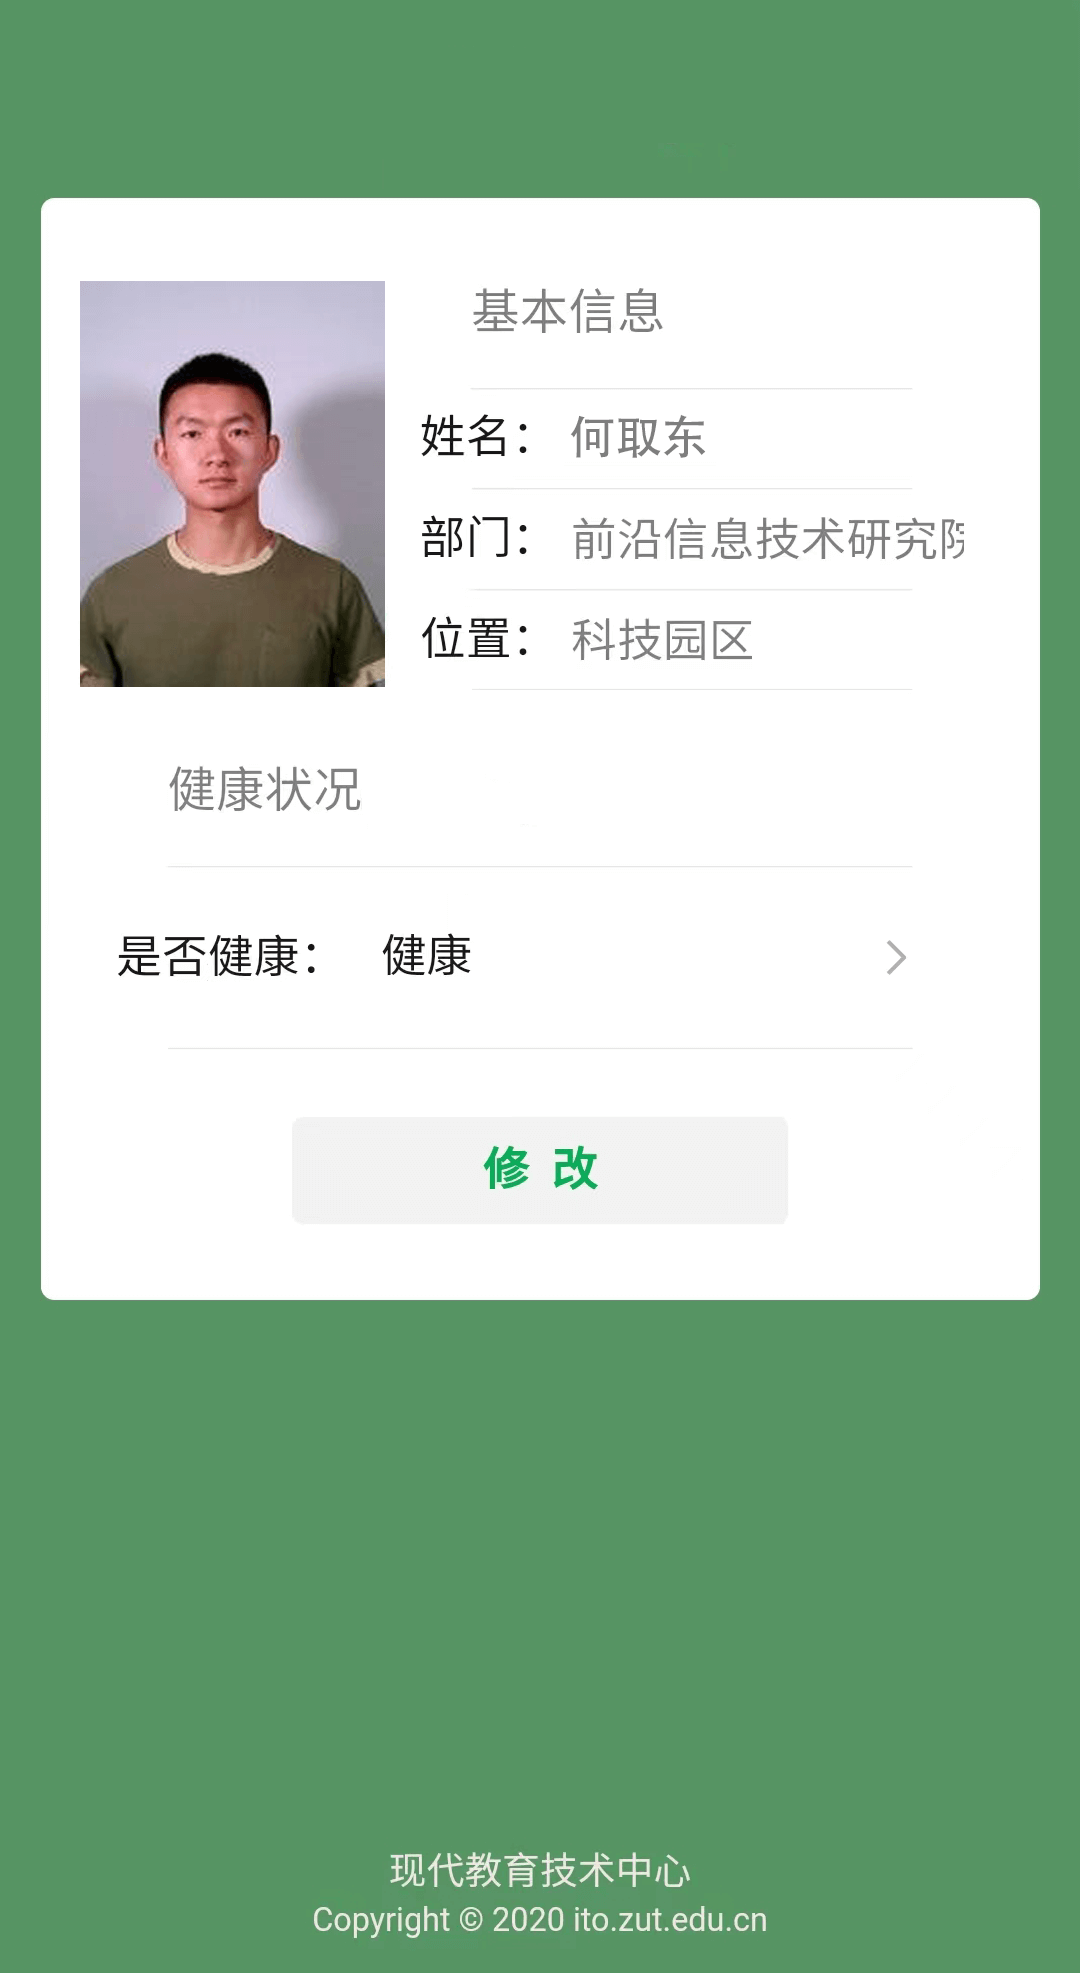 基本信息
姓名： 何取东
部门： 前沿信息技术研究院
位置： 科技园区
健康状况
是否健康： 健康
修 改
现代教育技术中心
Copyright © 2020 ito.zut.edu.cn